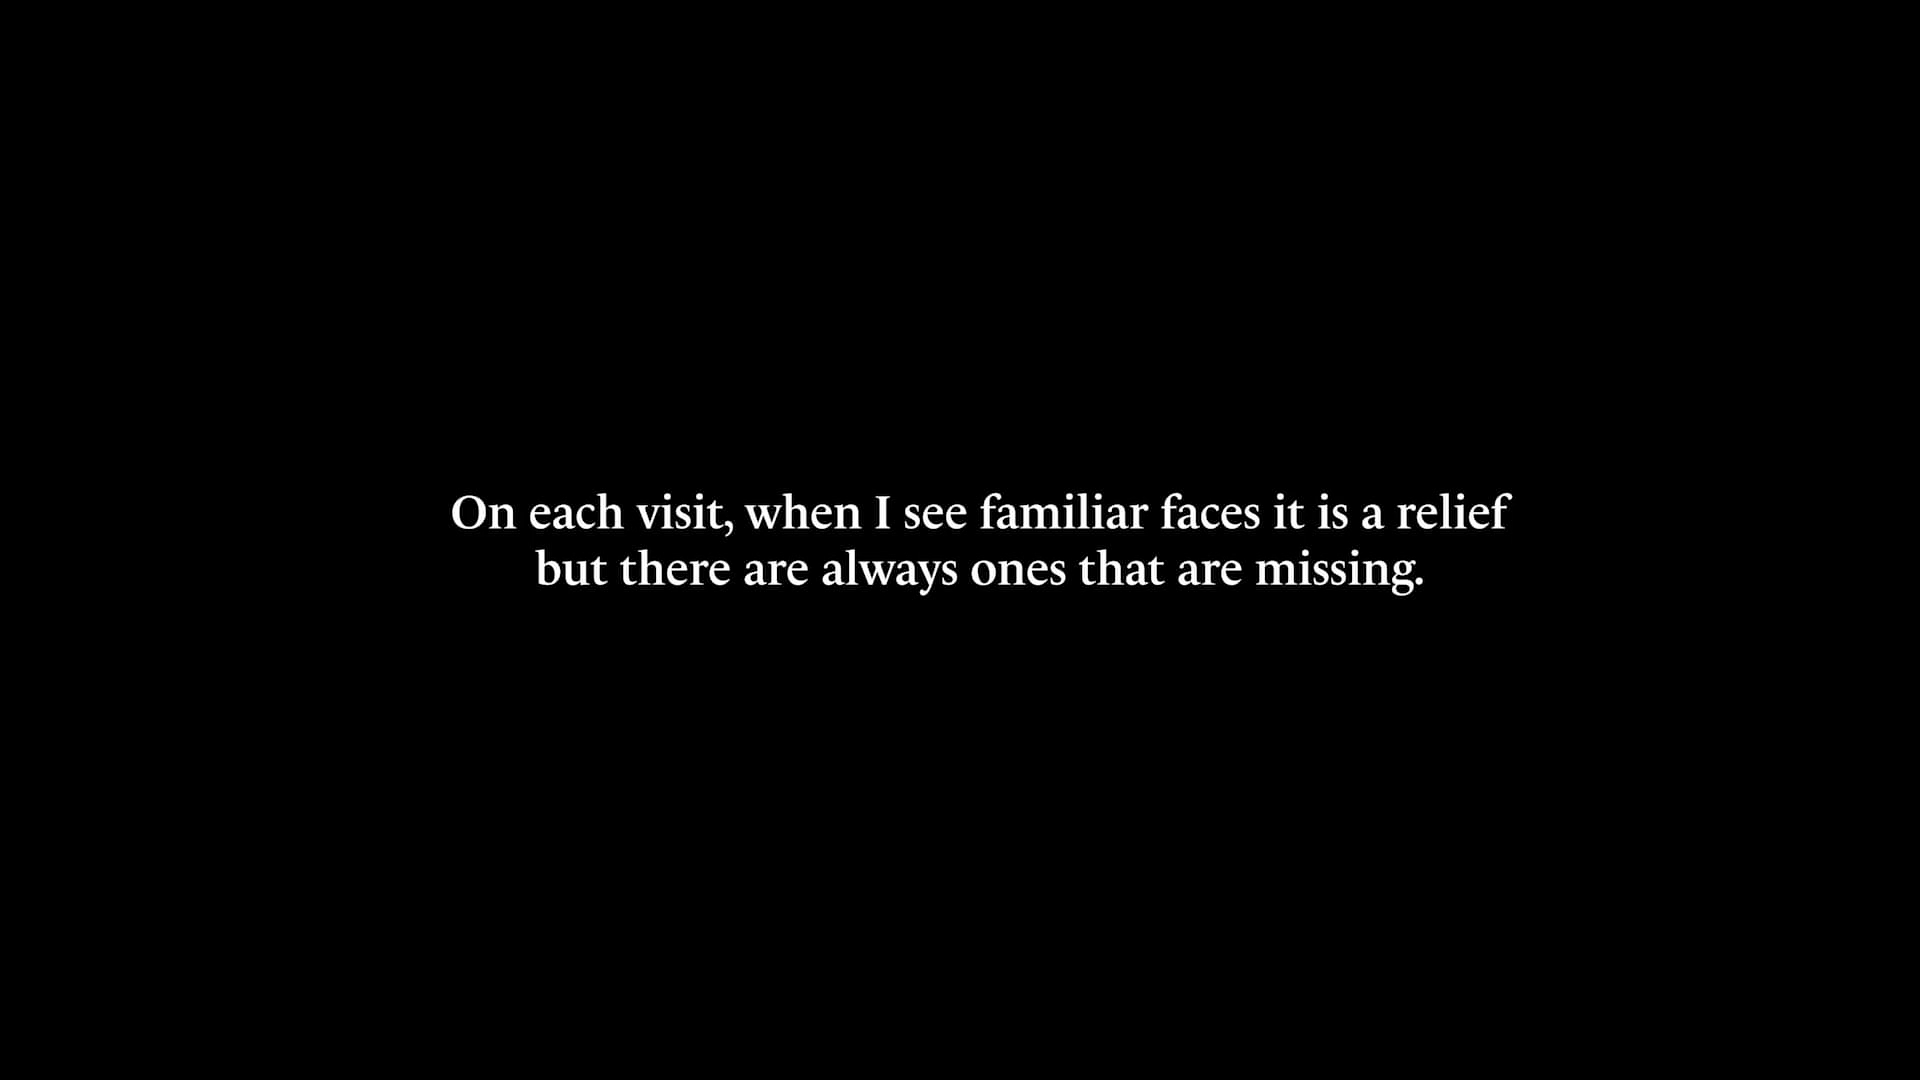 On each visit, when I see familiar faces it is a relief
but there are always ones that are missing.